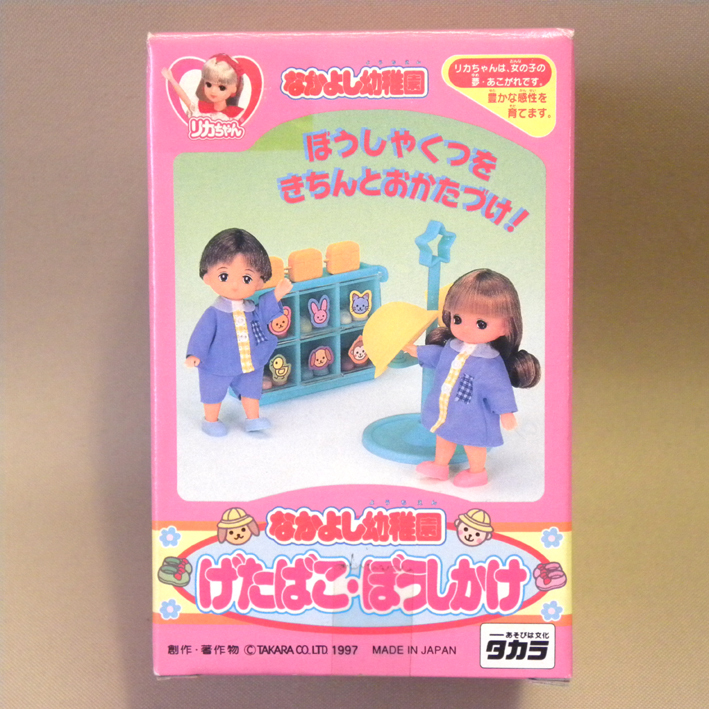 リカちゃん
なかよし幼稚園
リカちゃんは、女の子の
夢・あこがれです。
豊かな感性を
育てます。
ぼうしやくつを
きちんとおかたづけ!
なかよし幼稚園
げたばこ・ぼうしかけ
創作・著作物 ©TAKARA CO.LTD 1997 MADE IN JAPAN
あそびは文化
タカラ